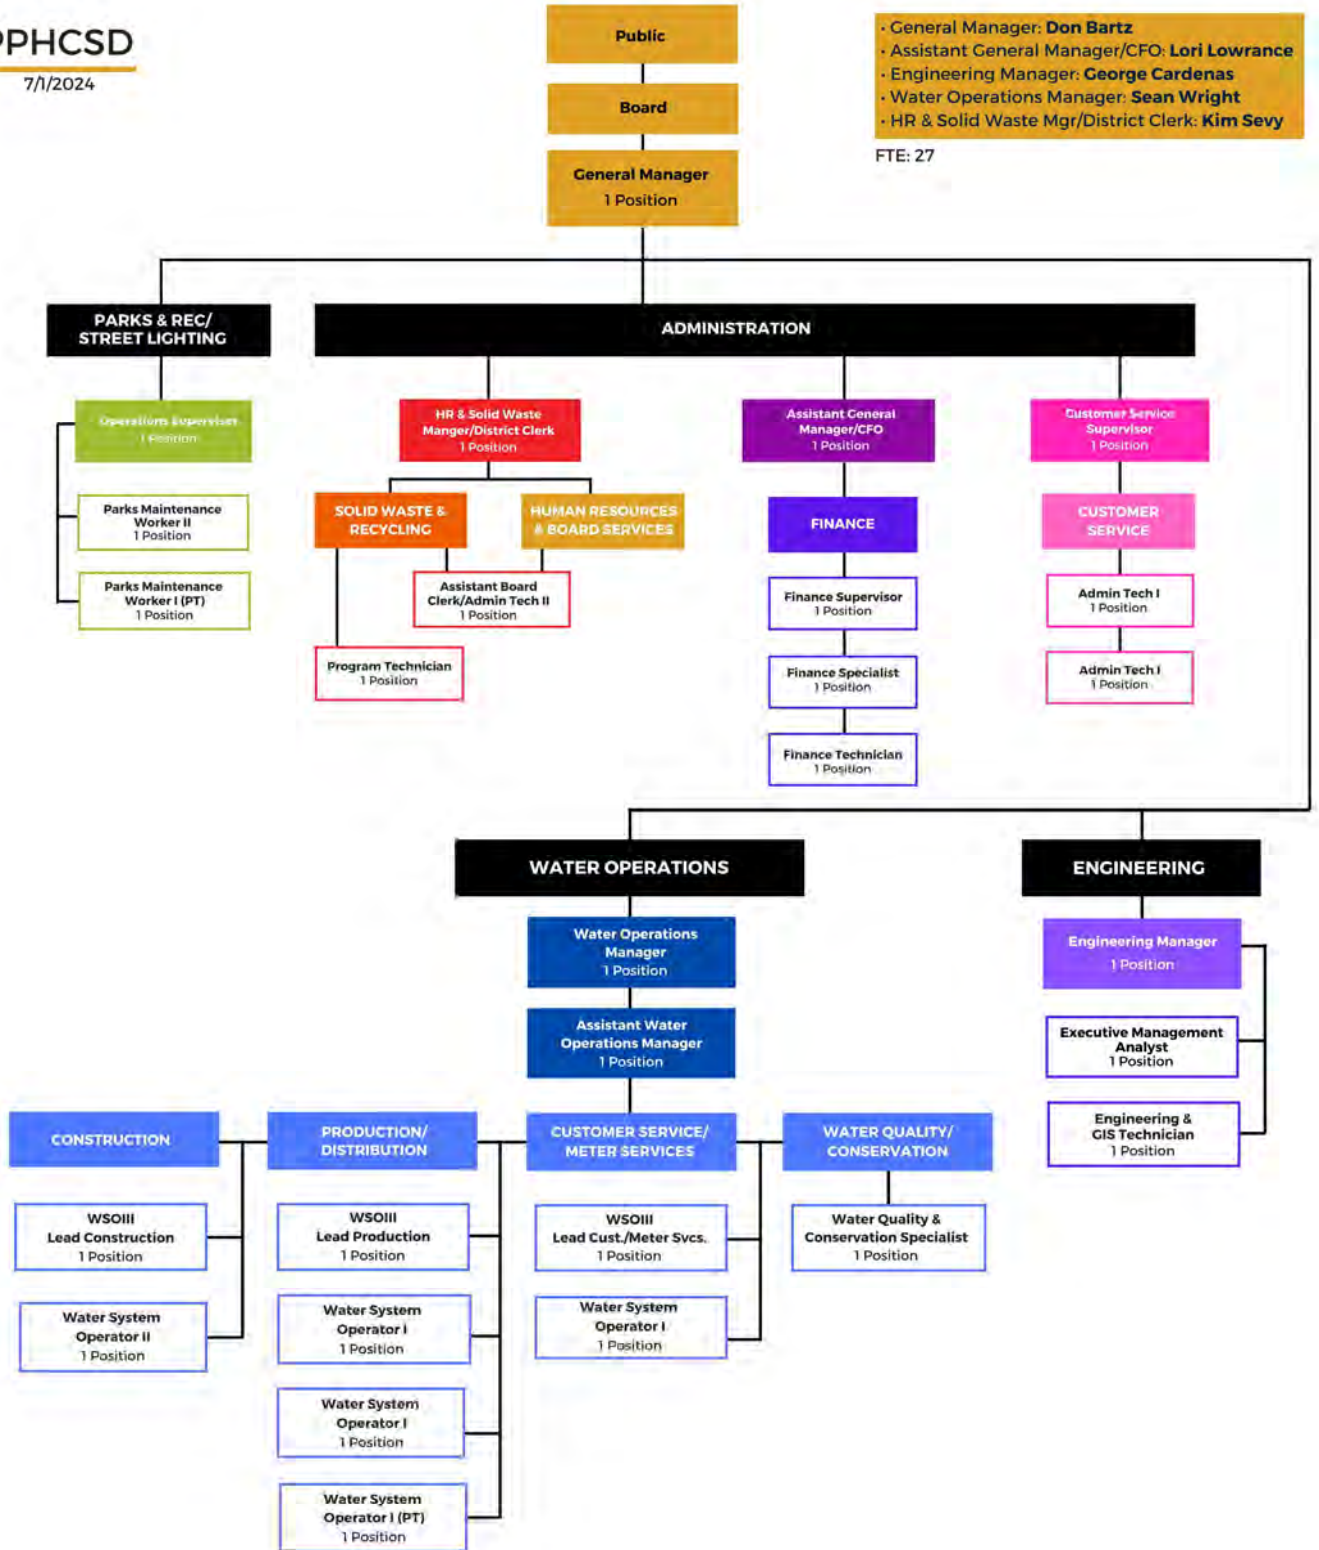 PPHCSD
7/1/2024
Public
Board
General Manager
1 Position
• General Manager: Don Bartz
• Assistant General Manager/CFO: Lori Lowrance
• Engineering Manager: George Cardenas
• Water Operations Manager: Sean Wright
• HR & Solid Waste Mgr/District Clerk: Kim Sevy
FTE: 27
PARKS & REC/
STREET LIGHTING
Operations Supervisor
1 Position
Parks Maintenance
Worker II
1 Position
Parks Maintenance
Worker I (PT)
1 Position
ADMINISTRATION
HR & Solid Waste
Manger/District Clerk
1 Position
SOLID WASTE &
RECYCLING
HUMAN RESOURCES
& BOARD SERVICES
Assistant Board
Clerk/Admin Tech II
1 Position
Program Technician
1 Position
Assistant General
Manager/CFO
1 Position
FINANCE
Finance Supervisor
1 Position
Finance Specialist
1 Position
Finance Technician
1 Position
Customer Service
Supervisor
1 Position
CUSTOMER
SERVICE
Admin Tech I
1 Position
Admin Tech I
1 Position
WATER OPERATIONS
Water Operations
Manager
1 Position
Assistant Water
Operations Manager
1 Position
CONSTRUCTION
WSOIII
Lead Construction
1 Position
Water System
Operator II
1 Position
PRODUCTION/
DISTRIBUTION
WSOIII
Lead Production
1 Position
Water System
Operator I
1 Position
Water System
Operator I
1 Position
Water System
Operator I (PT)
1 Position
CUSTOMER SERVICE/
METER SERVICES
WSOIII
Lead Cust./Meter Svcs.
1 Position
Water System
Operator I
1 Position
WATER QUALITY/
CONSERVATION
Water Quality &
Conservation Specialist
1 Position
ENGINEERING
Engineering Manager
1 Position
Executive Management
Analyst
1 Position
Engineering &
GIS Technician
1 Position